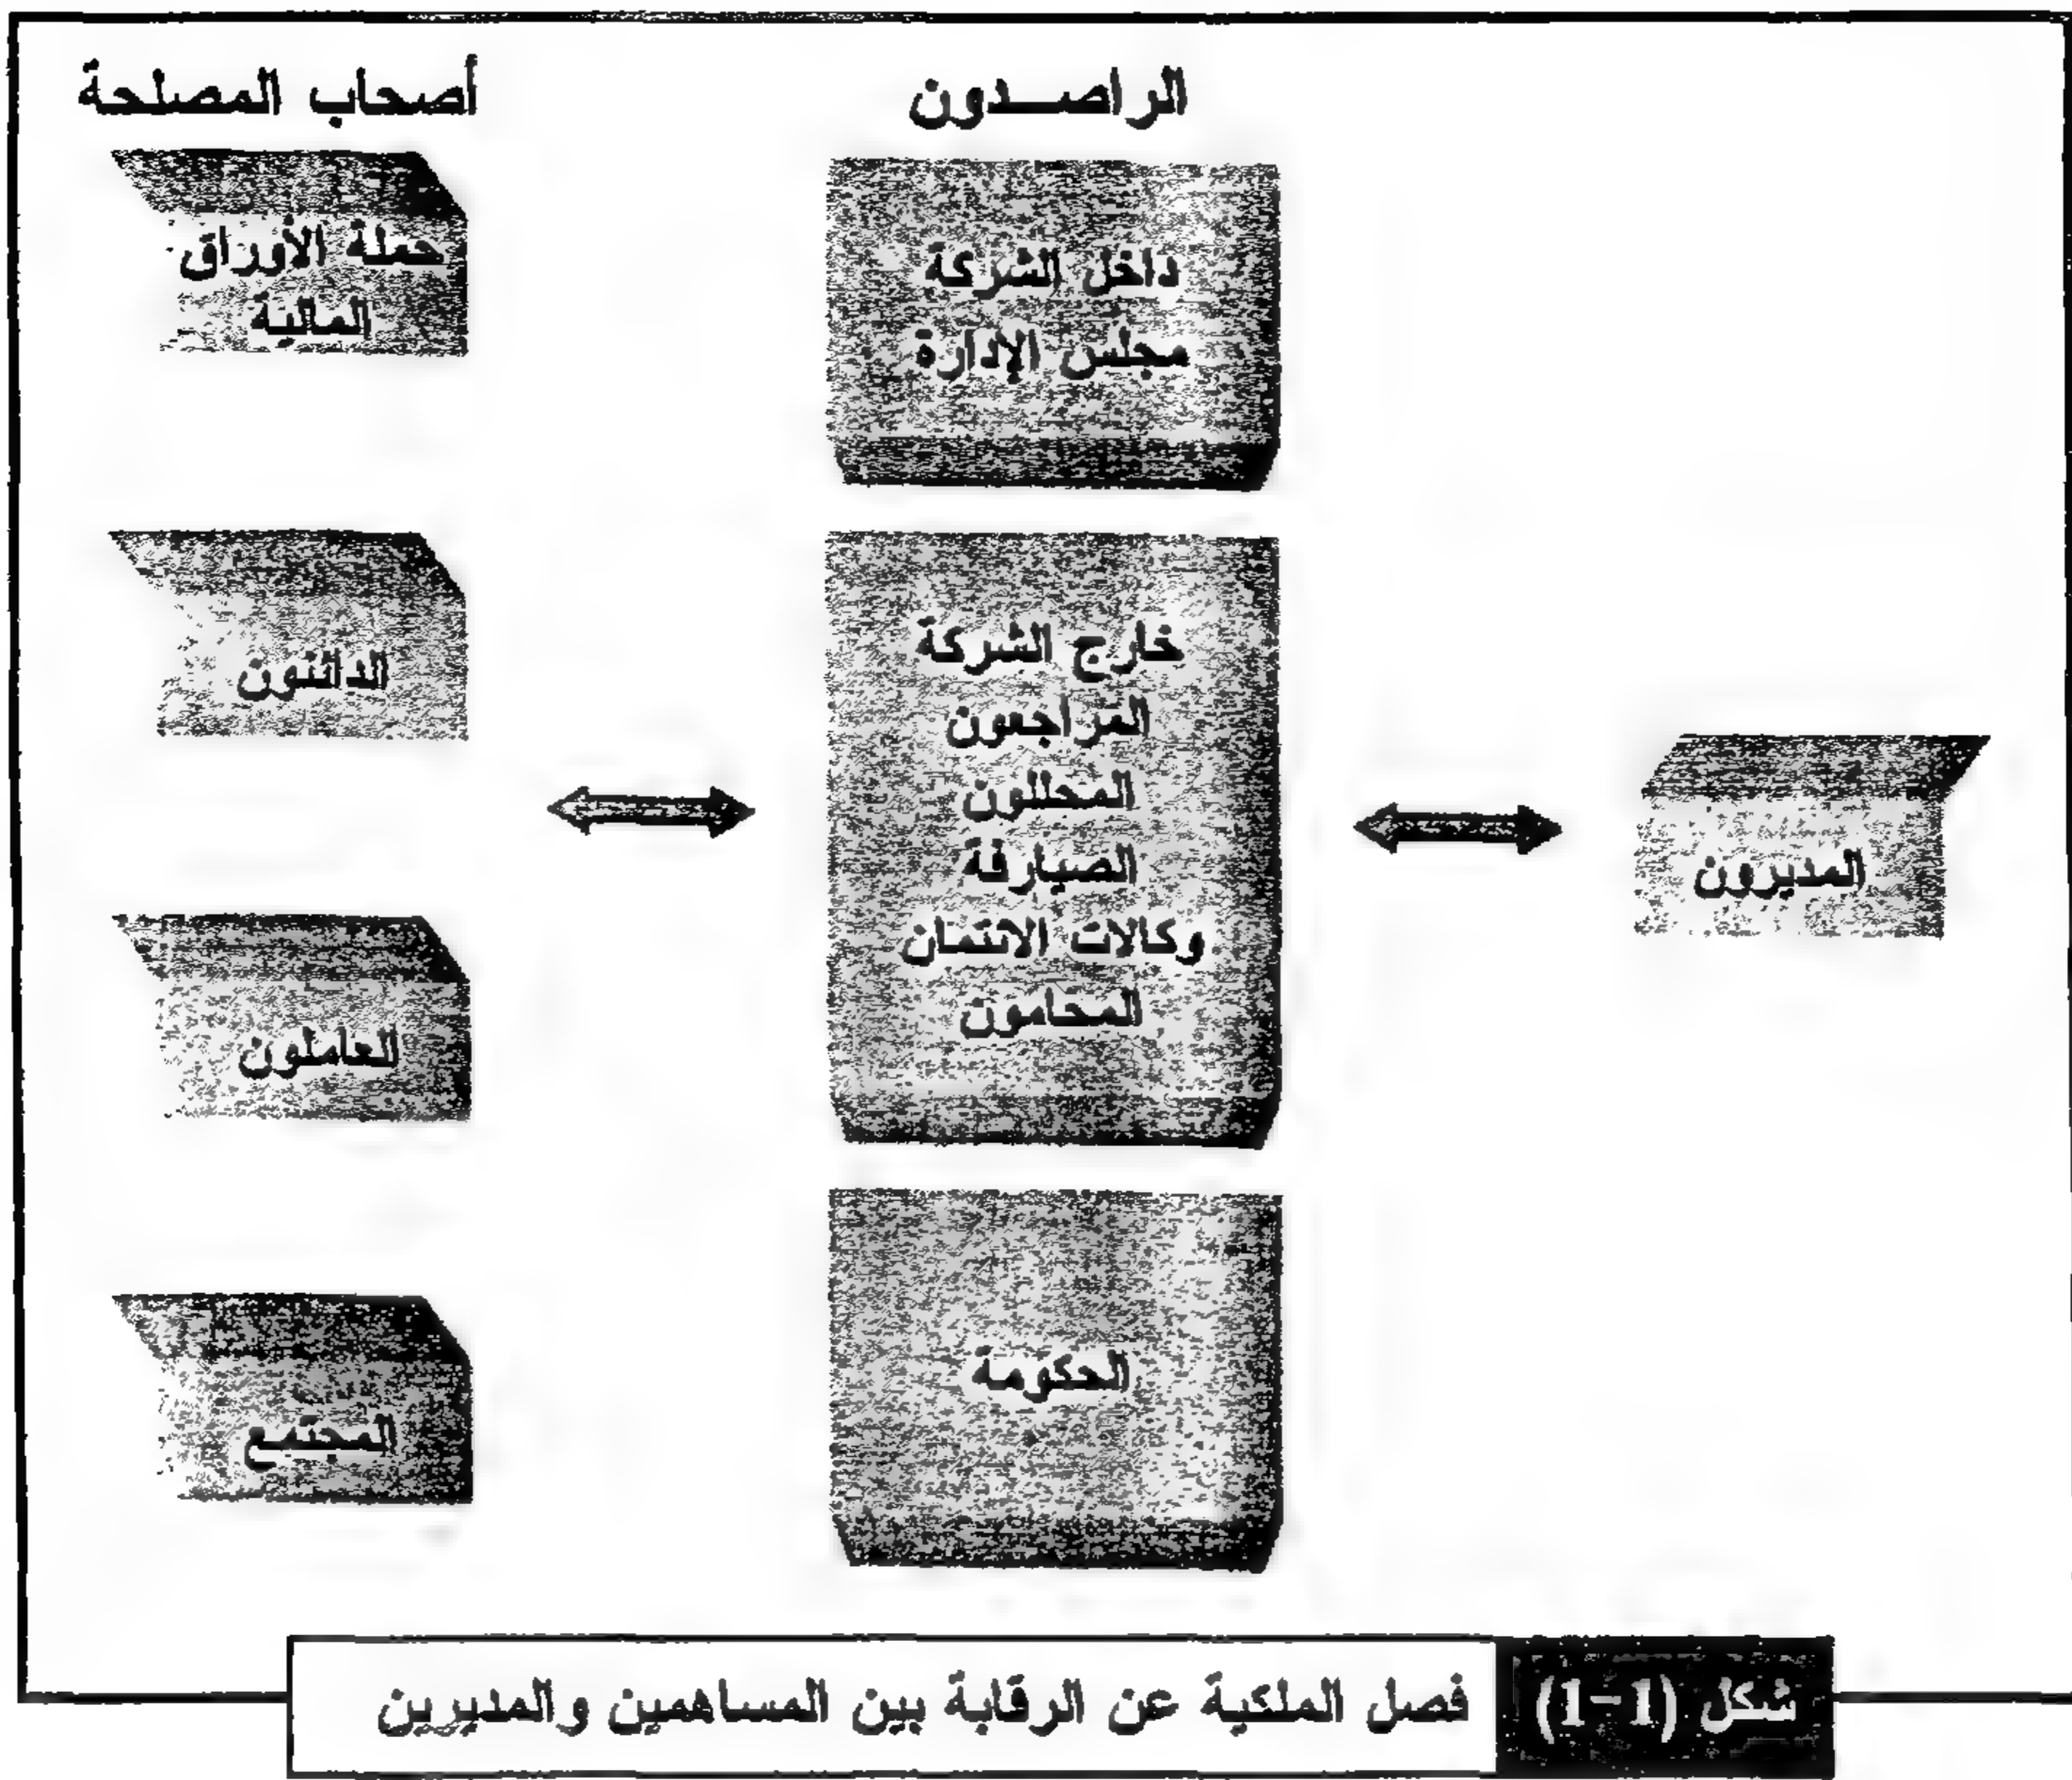 الراصدون
أصحاب المصلحة
المديرون
داخل الشركة
مجلس الإدارة
خارج الشركة
المراجعون
المحللون
الصيارفة
وكالات الائتمان
المحامون
الحكومة
حملة الأوراق
المالية
الدائنون
العاملون
المجتمع
شكل (1-1) فصل الملكية عن الرقابة بين المساهمين والمديرين